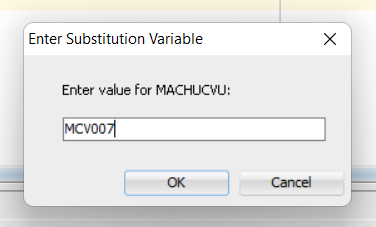 Enter Substitution Variable
Enter value for MACHUCVU:
MCV007
OK
Cancel